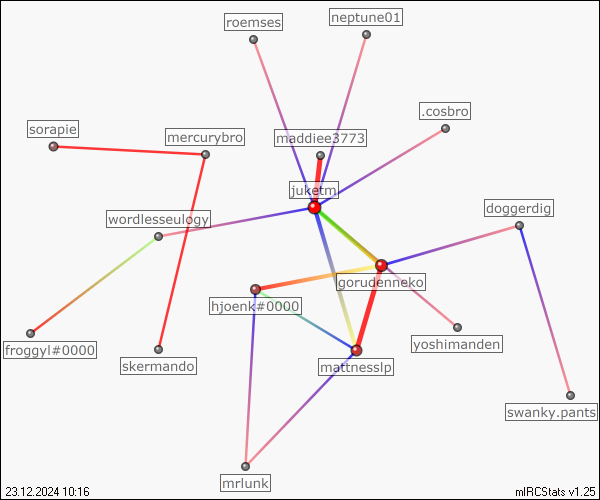 neptune01
roemses
.cosbro
sorapie
mercurybro
maddiee3773
juketm
doggerdig
wordlesseulogy
gorudenneko
hjoenk#0000
yoshimanden
froggyl#0000
skermando
mattnesslp
swanky.pants
mrlunk
23.12.2024 10:16
mIRCStats v1.25